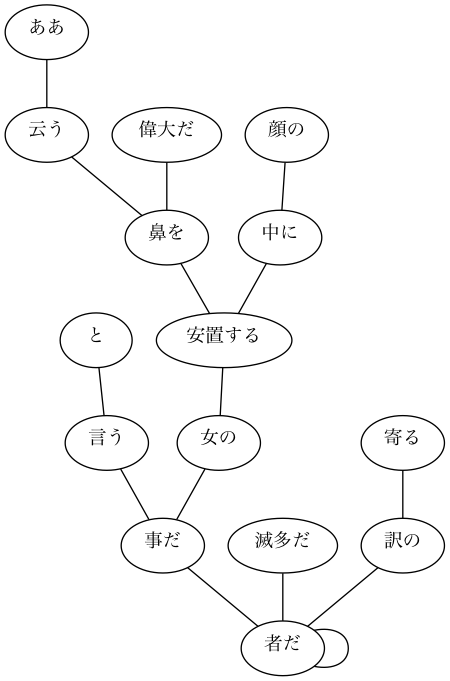 ああ
云う
偉大だ
顔の
鼻を
中に
と
安置する
言う
女の
寄る
事だ
滅多だ
訳の
者だ